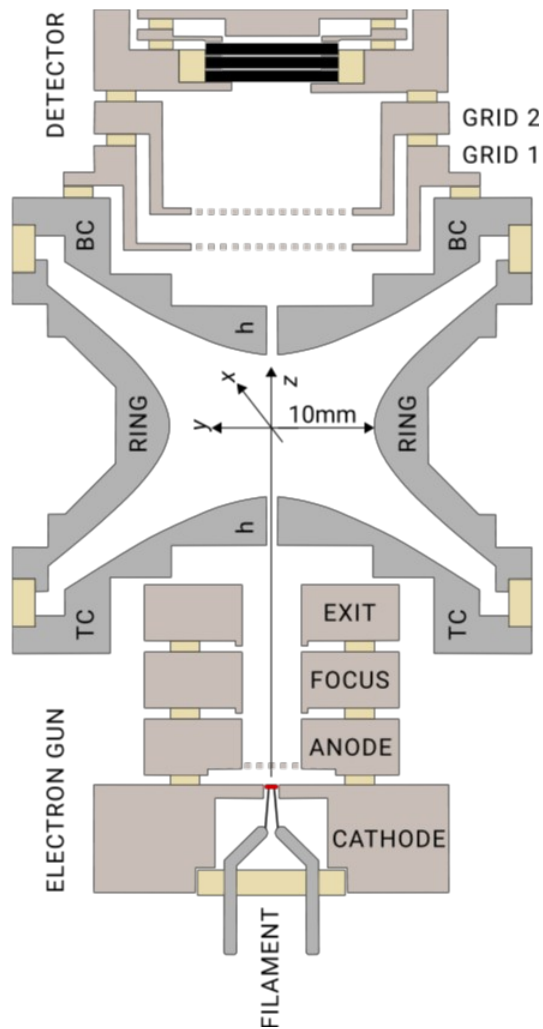 DETECTOR
GRID 2
GRID 1
BC
BC
h
x
z
y
10mm
RING
RING
h
TC
TC
EXIT
FOCUS
ANODE
ELECTRON GUN
CATHODE
FILAMENT